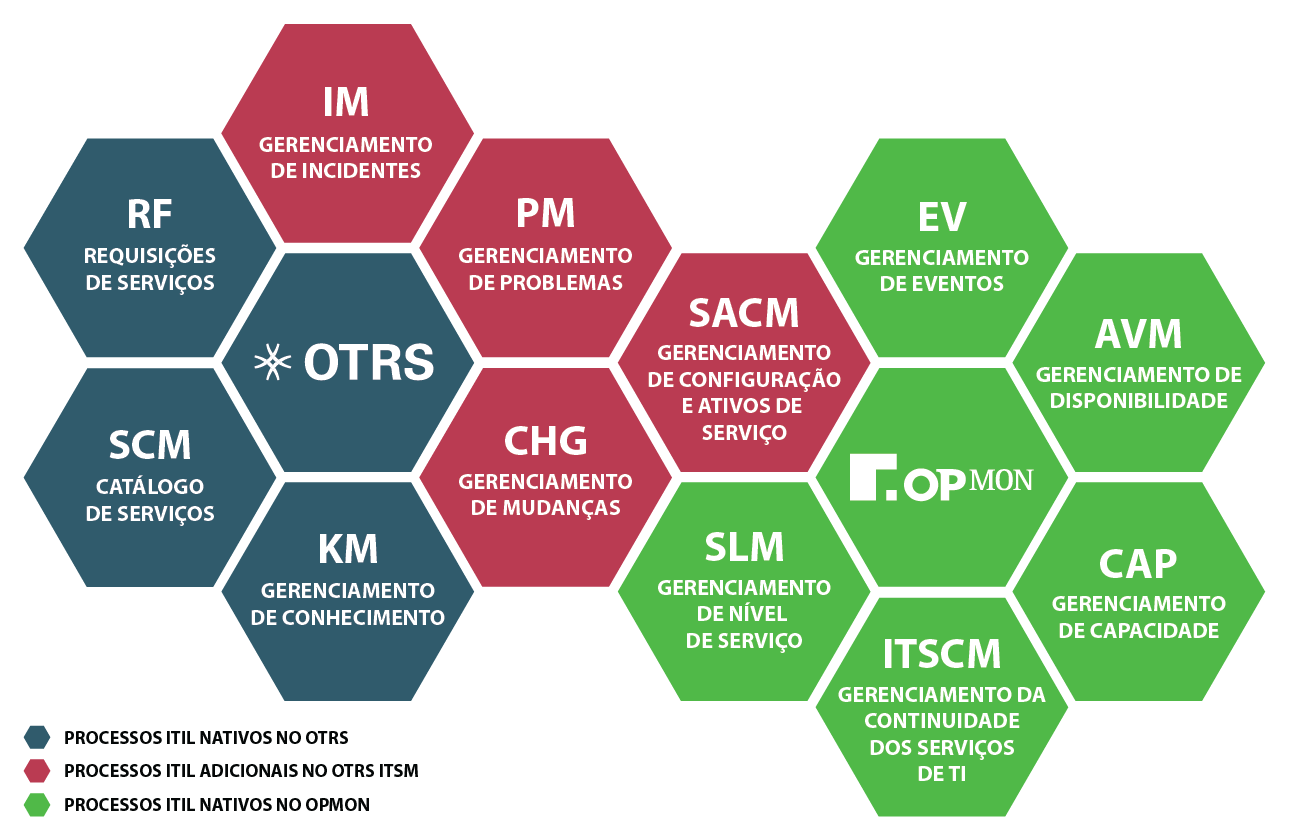 IM
GERENCIAMENTO
DE INCIDENTES
RF
REQUISIÇÕES
DE SERVIÇOS
PM
GERENCIAMENTO
DE PROBLEMAS
EV
GERENCIAMENTO
DE EVENTOS
OTRS
SACM
GERENCIAMENTO
DE CONFIGURAÇÃO
E ATIVOS DE
SERVIÇO
AVM
GERENCIAMENTO DE
DISPONIBILIDADE
SCM
CATÁLOGO
DE SERVIÇOS
CHG
GERENCIAMENTO
DE MUDANÇAS
OPMON
KM
GERENCIAMENTO
DE CONHECIMENTO
SLM
GERENCIAMENTO
DE NÍVEL
DE SERVIÇO
CAP
GERENCIAMENTO
DE CAPACIDADE
ITSCM
GERENCIAMENTO DA
CONTINUIDADE
DOS SERVIÇOS
DE TI
PROCESSOS ITIL NATIVOS NO OTRS
PROCESSOS ITIL ADICIONAIS NO OTRS ITSM
PROCESSOS ITIL NATIVOS NO OPMON